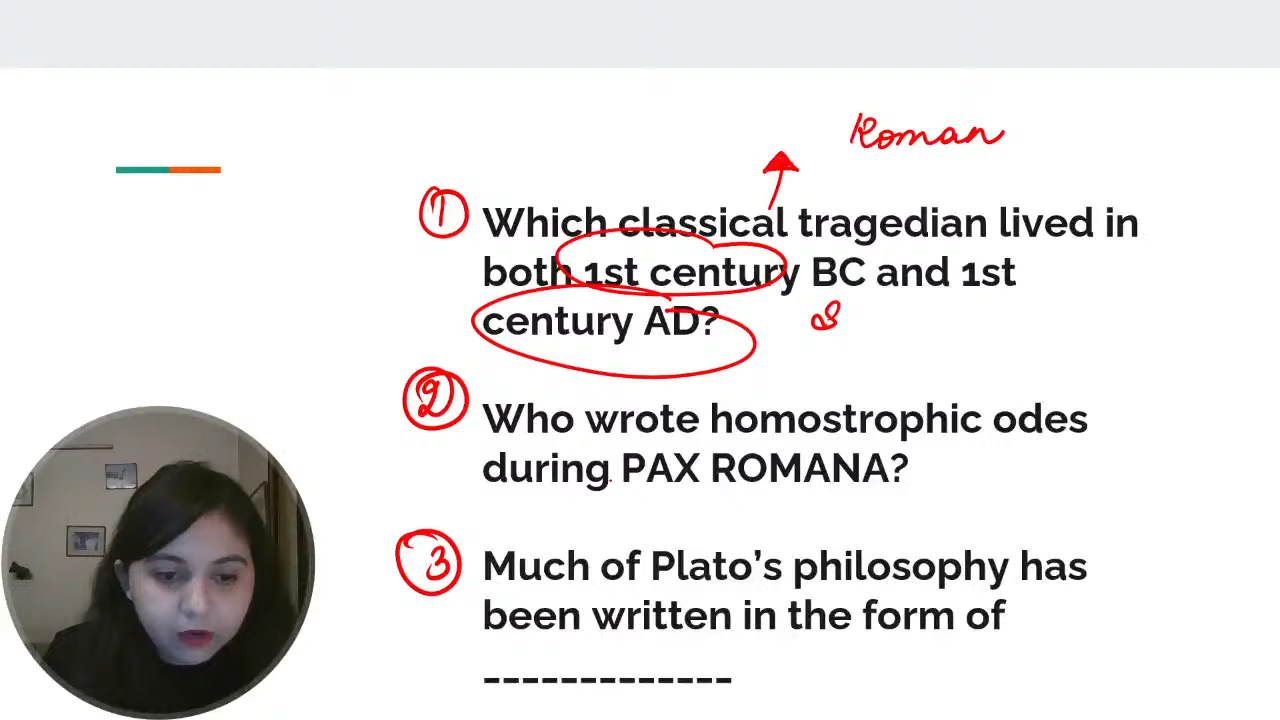 Roman
1 Which classical tragedian lived in
both 1st century BC and 1st
century AD?
2 Who wrote homostrophic odes
during PAX ROMANA?
3 Much of Plato's philosophy has
been written in the form of
-------------